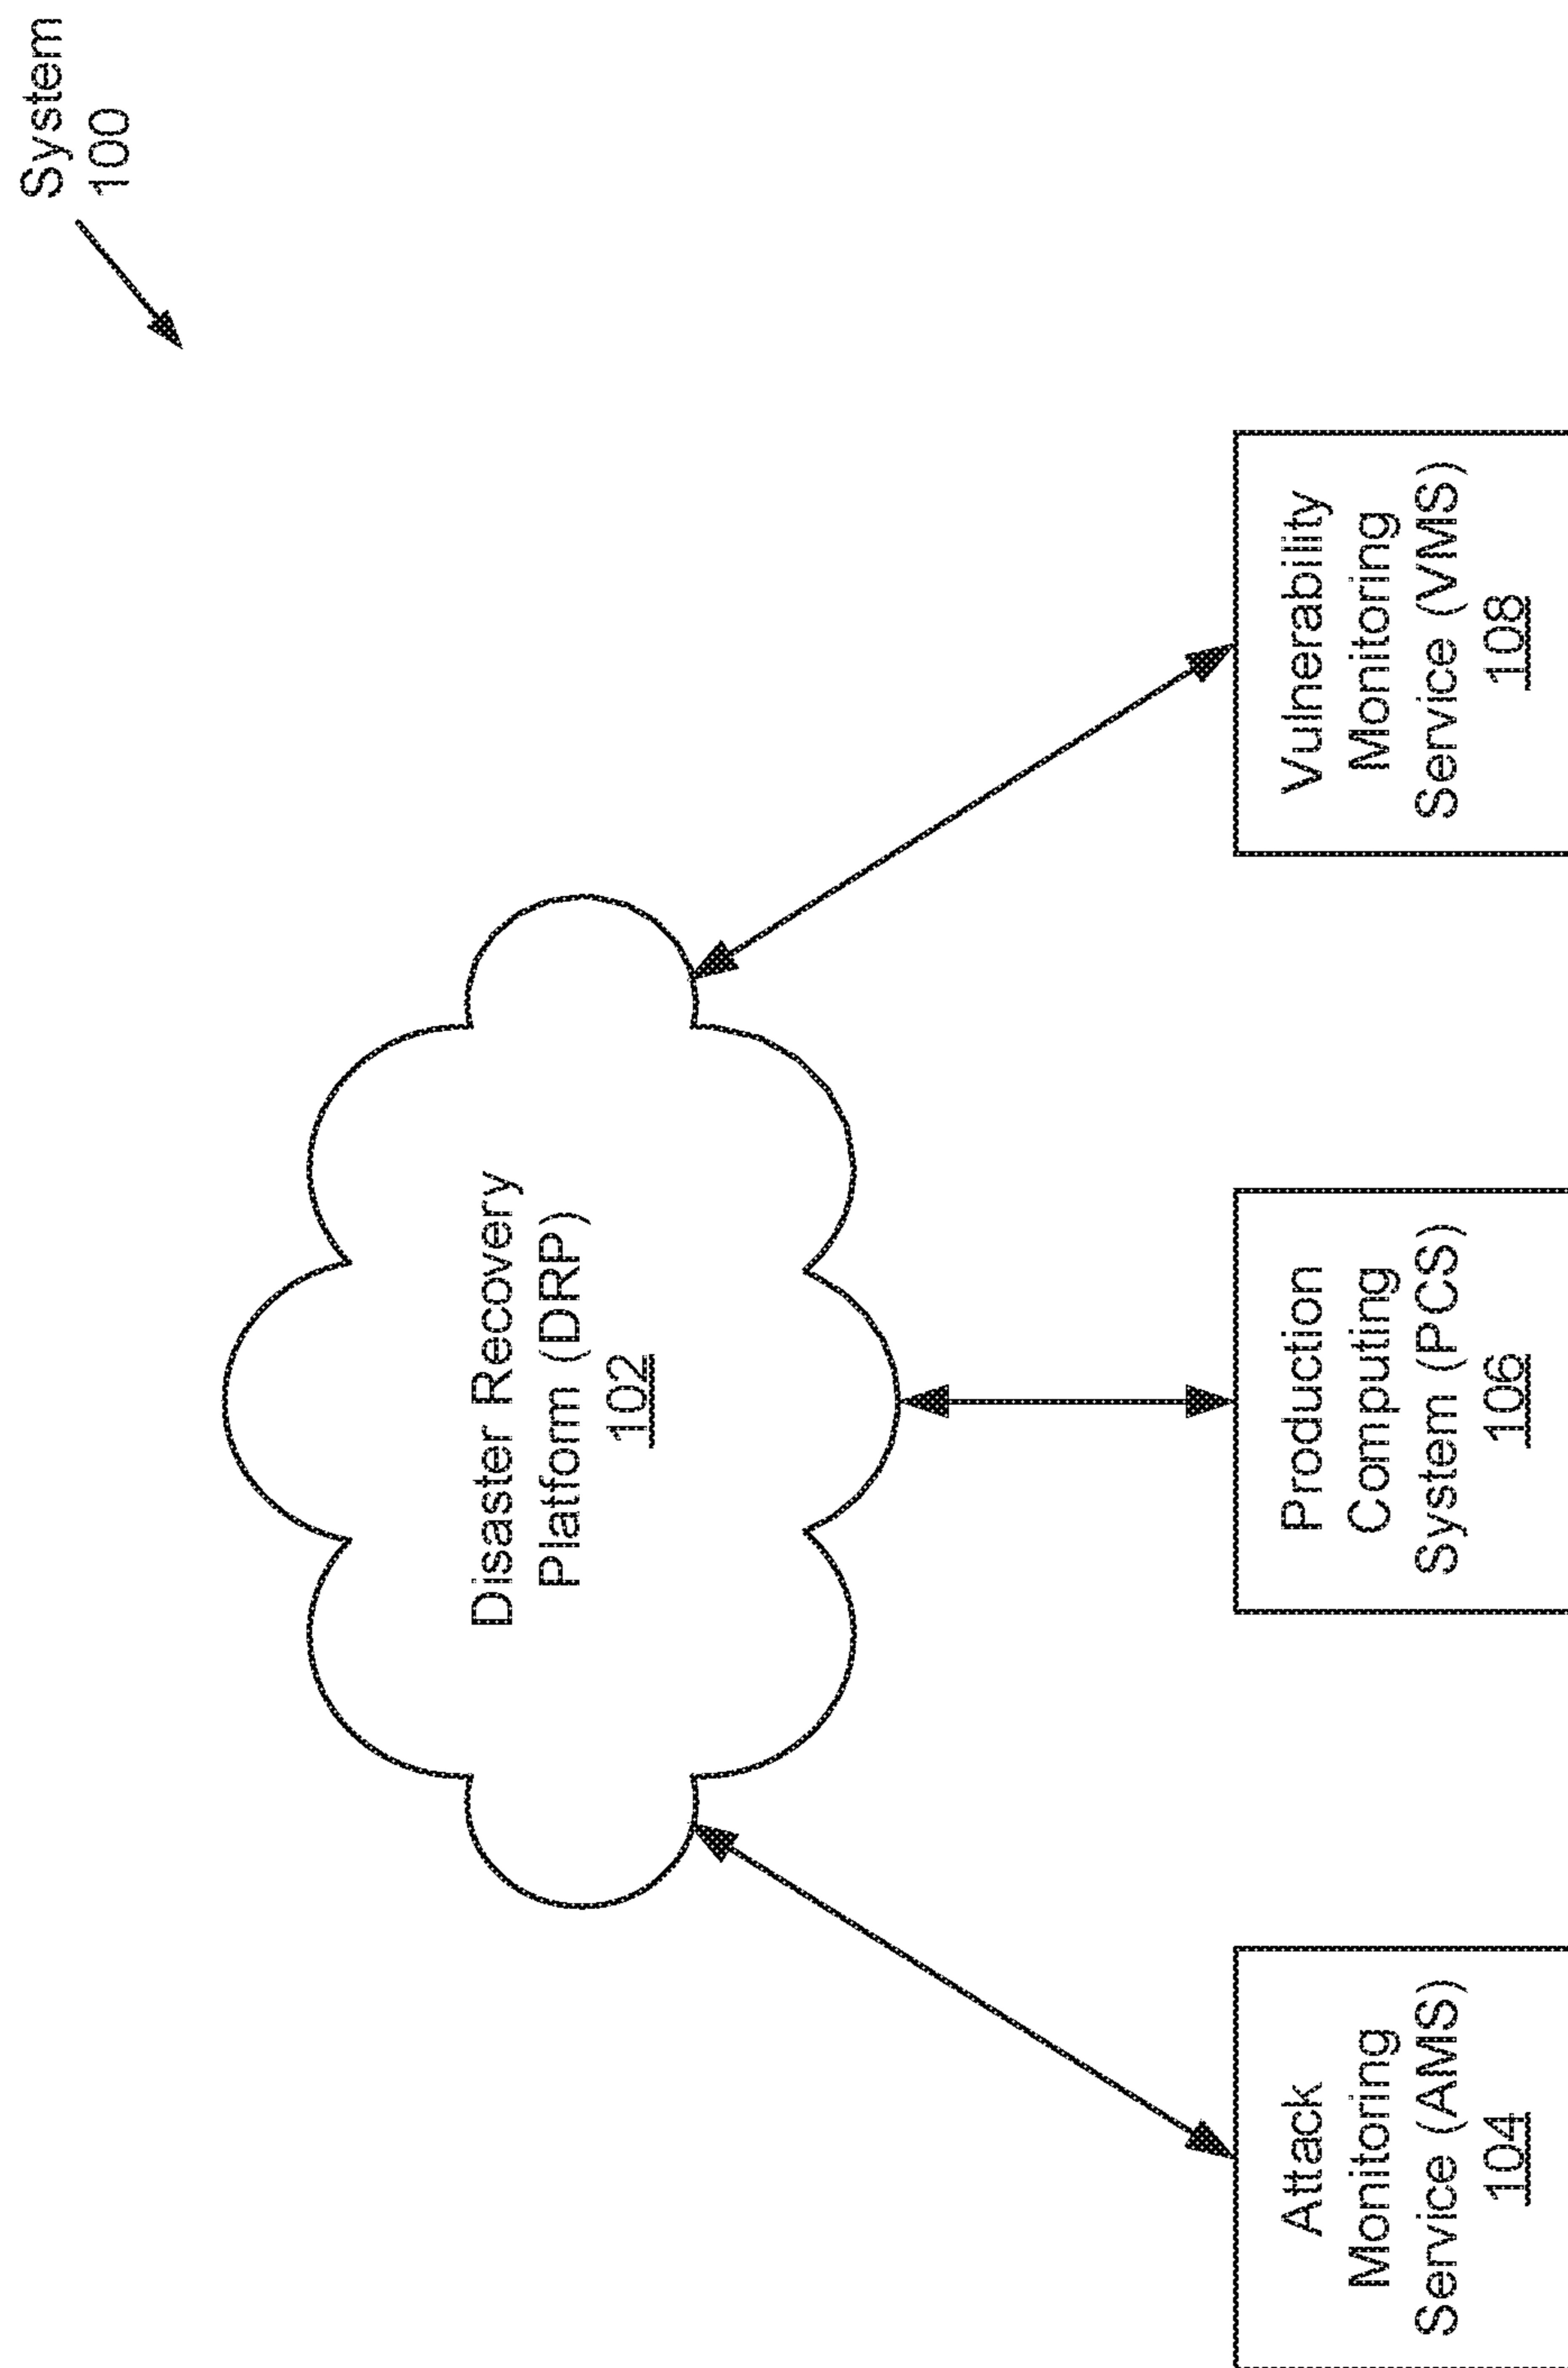 System
100
Disaster Recovery
Platform (DRP)
102
Attack
Monitoring
Service (AMS)
104
Production
Computing
System (PCS)
106
Vulnerability
Monitoring
Service (VMS)
108